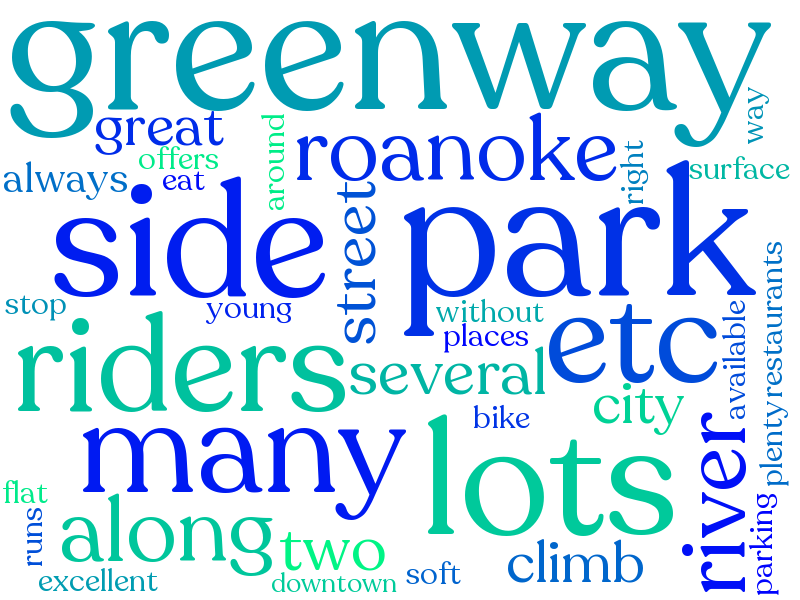 greenway
great
offers
always
eat
around
roanoke
right
way
surface
side
street
park
stop
young
without
places
etc
available
plenty
restaurants
riders
several
bike
city
many
lots
river
parking
flat
runs
along
two
excellent
downtown
soft
climb